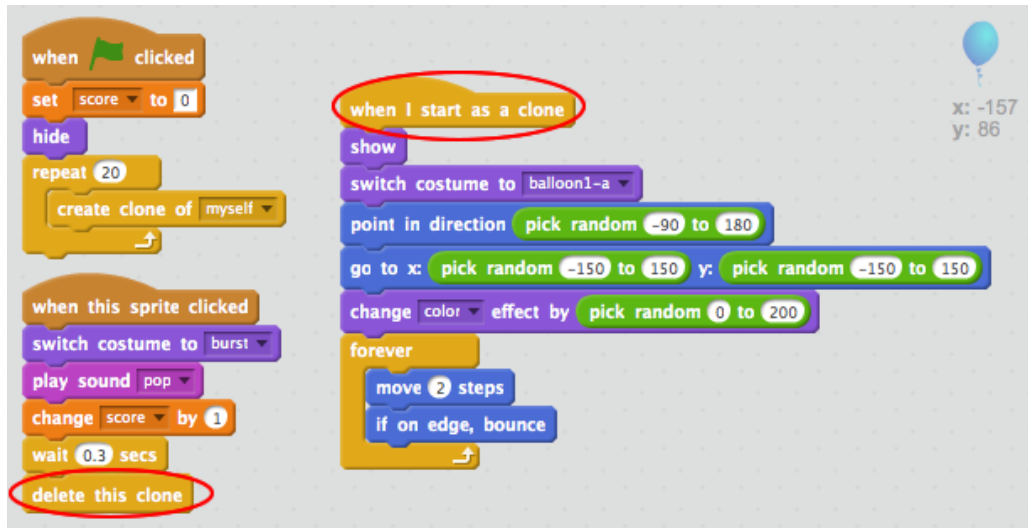 when clicked
set score to 0
hide
repeat 20
create clone of myself
when this sprite clicked
switch costume to burst
play sound pop
change score by 1
wait 0.3 secs
delete this clone
when I start as a clone
show
switch costume to balloon1-a
point in direction pick random -90 to 180
go to x: pick random -150 to 150 y: pick random -150 to 150
change color effect by pick random 0 to 200
forever
move 2 steps
if on edge, bounce
x: -157
y: 86